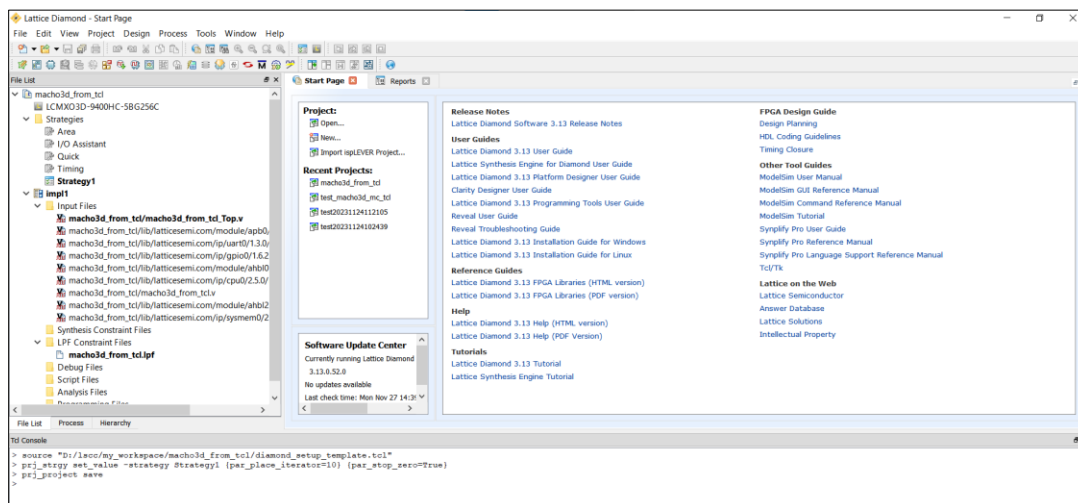 Lattice Diamond - Start Page
File Edit View Project Design Process Tools Window Help
File List
Start Page
Reports
macho3d_from_tcl
LCMXO3D-9400HC-5BG256C
Strategies
Area
I/O Assistant
Quick
Timing
Strategy1
impl1
Input Files
macho3d_from_tcl/macho3d_from_tcl_Top.v
macho3d_from_tcl/lib/latticesemi.com/module/apb0/
macho3d_from_tcl/lib/latticesemi.com/ip/uart0/1.3.0/
macho3d_from_tcl/lib/latticesemi.com/ip/gpio0/1.6.2
macho3d_from_tcl/lib/latticesemi.com/module/ahbl0
macho3d_from_tcl/lib/latticesemi.com/ip/cpu0/2.5.0/
macho3d_from_tcl/macho3d_from_tcl.v
macho3d_from_tcl/lib/latticesemi.com/module/ahbl2
macho3d_from_tcl/lib/latticesemi.com/ip/sysmem0/2
Synthesis Constraint Files
LPF Constraint Files
macho3d_from_tcl.lpf
Debug Files
Script Files
Analysis Files
File List Process Hierarchy
Project:
Open...
New...
Import ispLEVER Project...
Recent Projects:
macho3d_from_tcl
test_macho3d_mc_tcl
test20231124112105
test20231124102439
Software Update Center
Currently running Lattice Diamond
3.13.0.52.0
No updates available
Last check time: Mon Nov 27 14:39
Release Notes
Lattice Diamond Software 3.13 Release Notes
User Guides
Lattice Diamond 3.13 User Guide
Lattice Synthesis Engine for Diamond User Guide
Lattice Diamond 3.13 Platform Designer User Guide
Clarity Designer User Guide
Lattice Diamond 3.13 Programming Tools User Guide
Reveal User Guide
Reveal Troubleshooting Guide
Lattice Diamond 3.13 Installation Guide for Windows
Lattice Diamond 3.13 Installation Guide for Linux
Reference Guides
Lattice Diamond 3.13 FPGA Libraries (HTML version)
Lattice Diamond 3.13 FPGA Libraries (PDF version)
Help
Lattice Diamond 3.13 Help (HTML version)
Lattice Diamond 3.13 Help (PDF Version)
Tutorials
Lattice Diamond 3.13 Tutorial
Lattice Synthesis Engine Tutorial
FPGA Design Guide
Design Planning
HDL Coding Guidelines
Timing Closure
Other Tool Guides
ModelSim User Manual
ModelSim GUI Reference Manual
ModelSim Command Reference Manual
ModelSim Tutorial
Synplify Pro User Guide
Synplify Pro Reference Manual
Synplify Pro Language Support Reference Manual
Tcl/Tk
Lattice on the Web
Lattice Semiconductor
Answer Database
Lattice Solutions
Intellectual Property
Tcl Console
> source "D:/lscc/my_workspace/macho3d_from_tcl/diamond_setup_template.tcl"
> prj_strgy set_value -strategy Strategy1 {par_place_iterator=10} {par_stop_zero=True}
> prj_project save
>